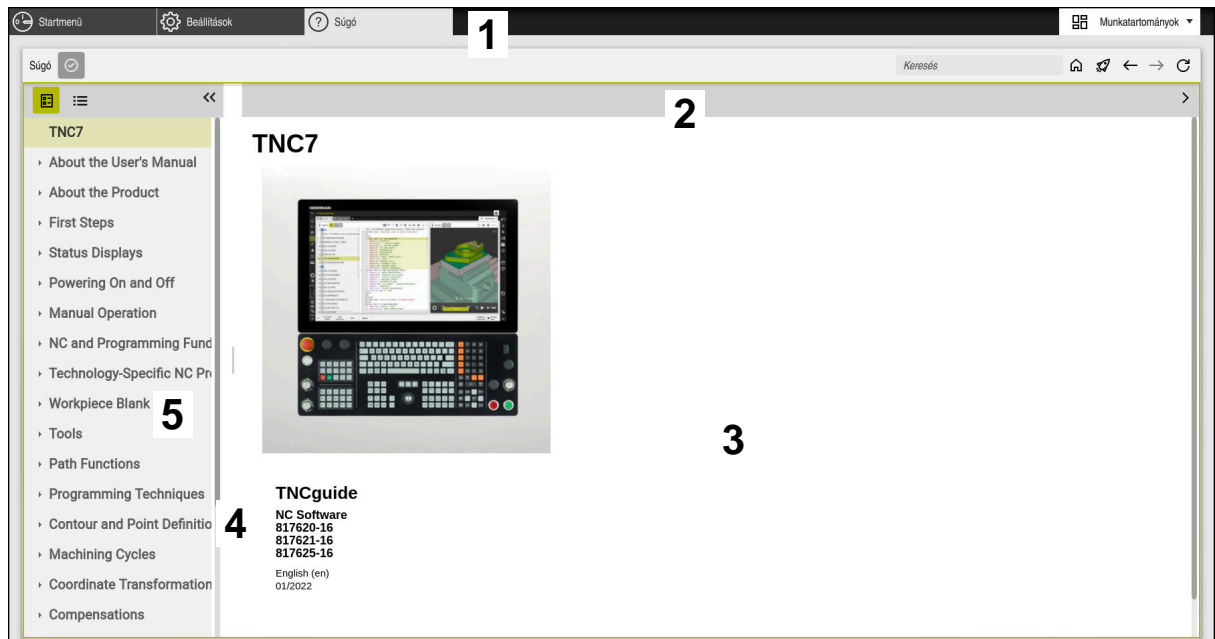 Startmenü Beállítások ? Súgó Munkatartományok
1
Súgó Keresés
2
TNC7
About the User's Manual
About the Product
First Steps
Status Displays
Powering On and Off
Manual Operation
NC and Programming Fund
Technology-Specific NC Pr
Workpiece Blank
Tools
Path Functions
Programming Techniques
Contour and Point Definitio
Machining Cycles
Coordinate Transformation
Compensations
5
4
TNC7
3
TNCguide
NC Software
817620-16
817621-16
817625-16
English (en)
01/2022